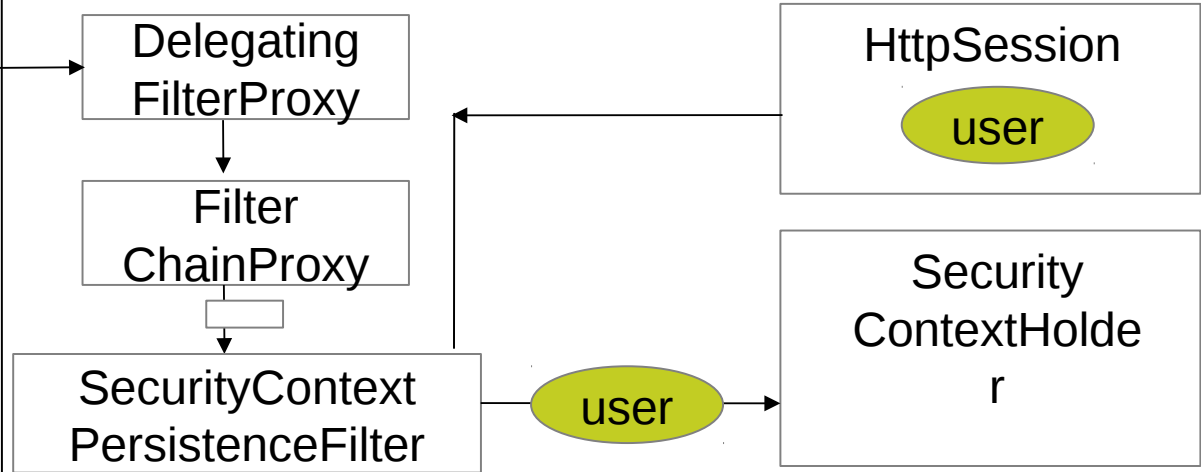 Delegating
FilterProxy
HttpSession
user
Filter
ChainProxy
Security
ContextHolde
r
SecurityContext
PersistenceFilter
user